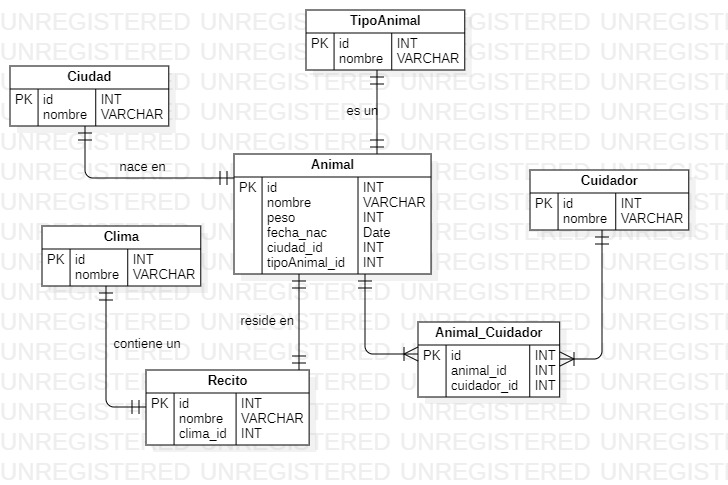 TipoAnimal
PK id INT
nombre VARCHAR
Ciudad
PK id INT
nombre VARCHAR
es un
nace en
Animal
PK id INT
nombre VARCHAR
peso INT
fecha_nac Date
ciudad_id INT
tipoAnimal_id INT
Cuidador
PK id INT
nombre VARCHAR
Clima
PK id INT
nombre VARCHAR
reside en
contiene un
Animal_Cuidador
PK id INT
animal_id INT
cuidador_id INT
Recito
PK id INT
nombre VARCHAR
clima_id INT
UNREGISTERED